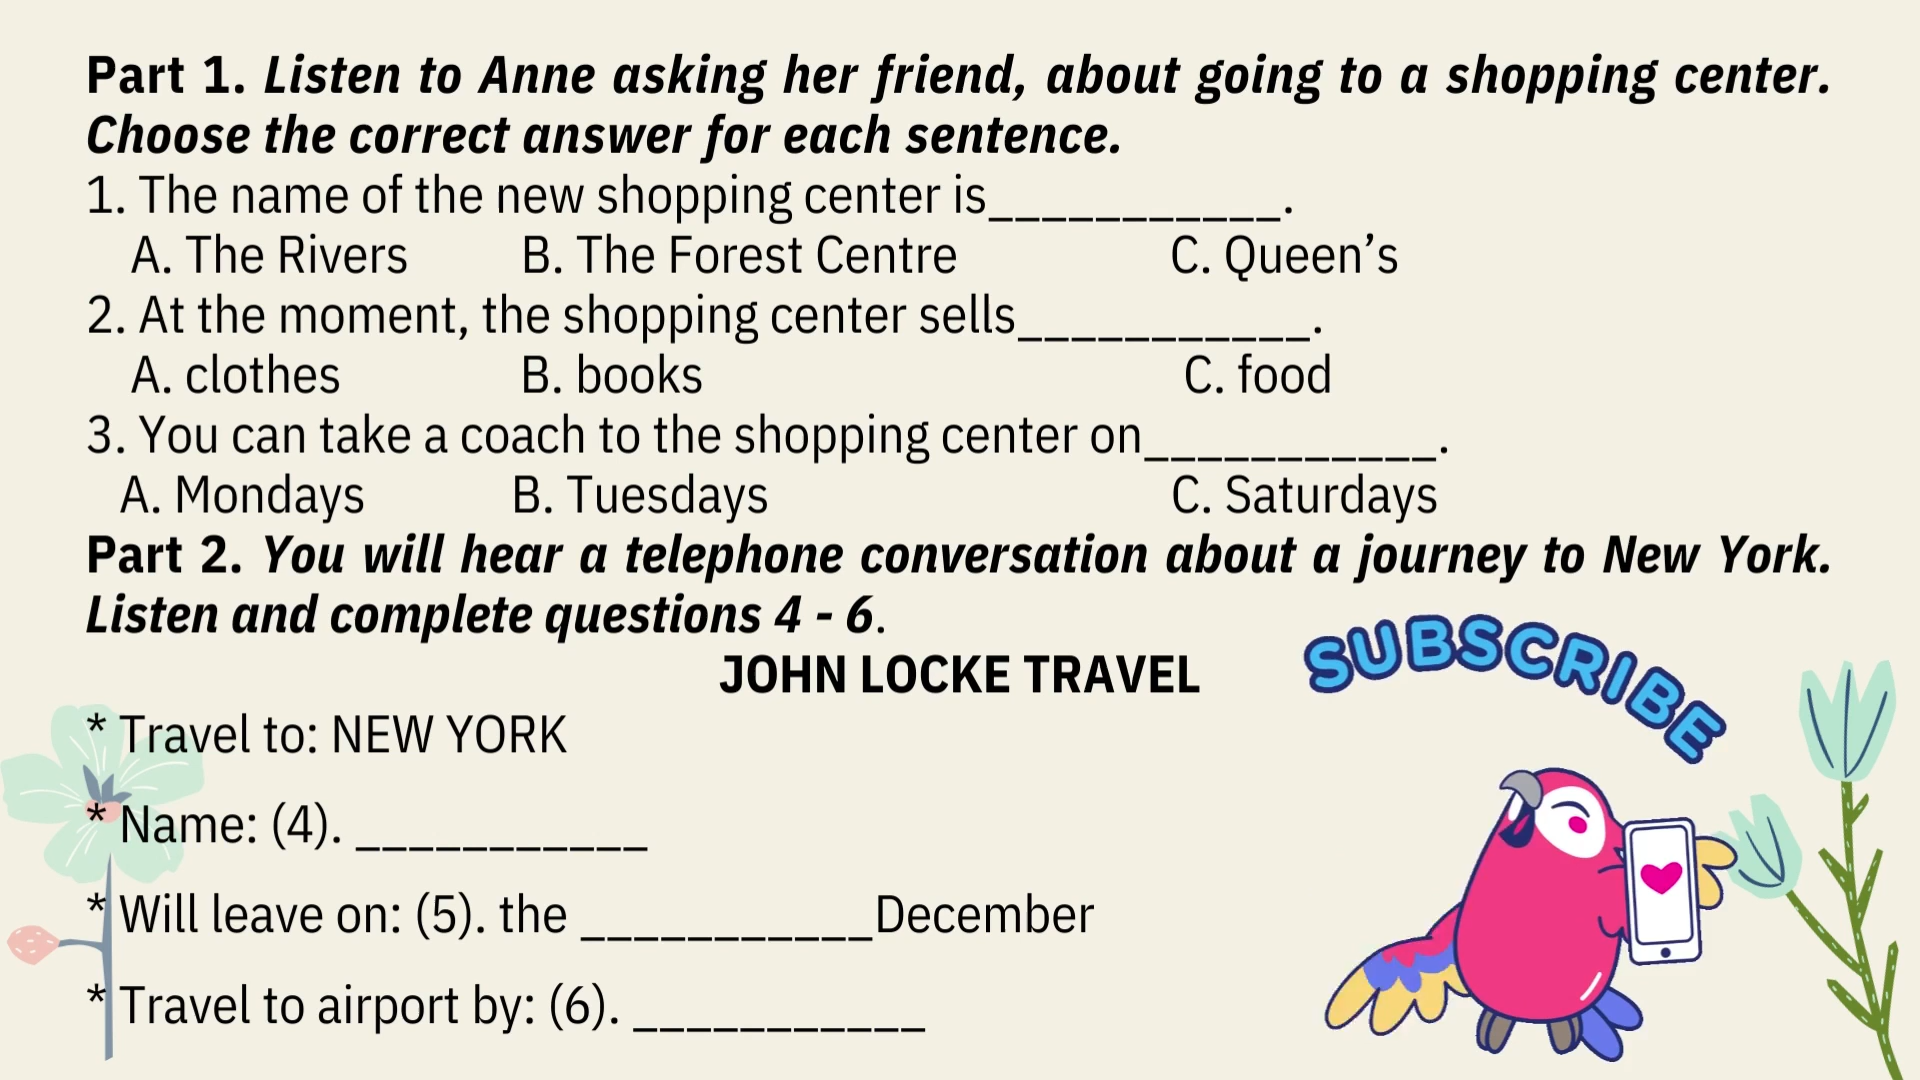 Part 1. Listen to Anne asking her friend, about going to a shopping center.
Choose the correct answer for each sentence.
1. The name of the new shopping center is___________.
A. The Rivers B. The Forest Centre C. Queen’s
2. At the moment, the shopping center sells___________.
A. clothes B. books C. food
3. You can take a coach to the shopping center on___________.
A. Mondays B. Tuesdays C. Saturdays
Part 2. You will hear a telephone conversation about a journey to New York.
Listen and complete questions 4 - 6.
JOHN LOCKE TRAVEL
SUBSCRIBE
* Travel to: NEW YORK
* Name: (4). ___________
* Will leave on: (5). the ___________December
* Travel to airport by: (6). ___________